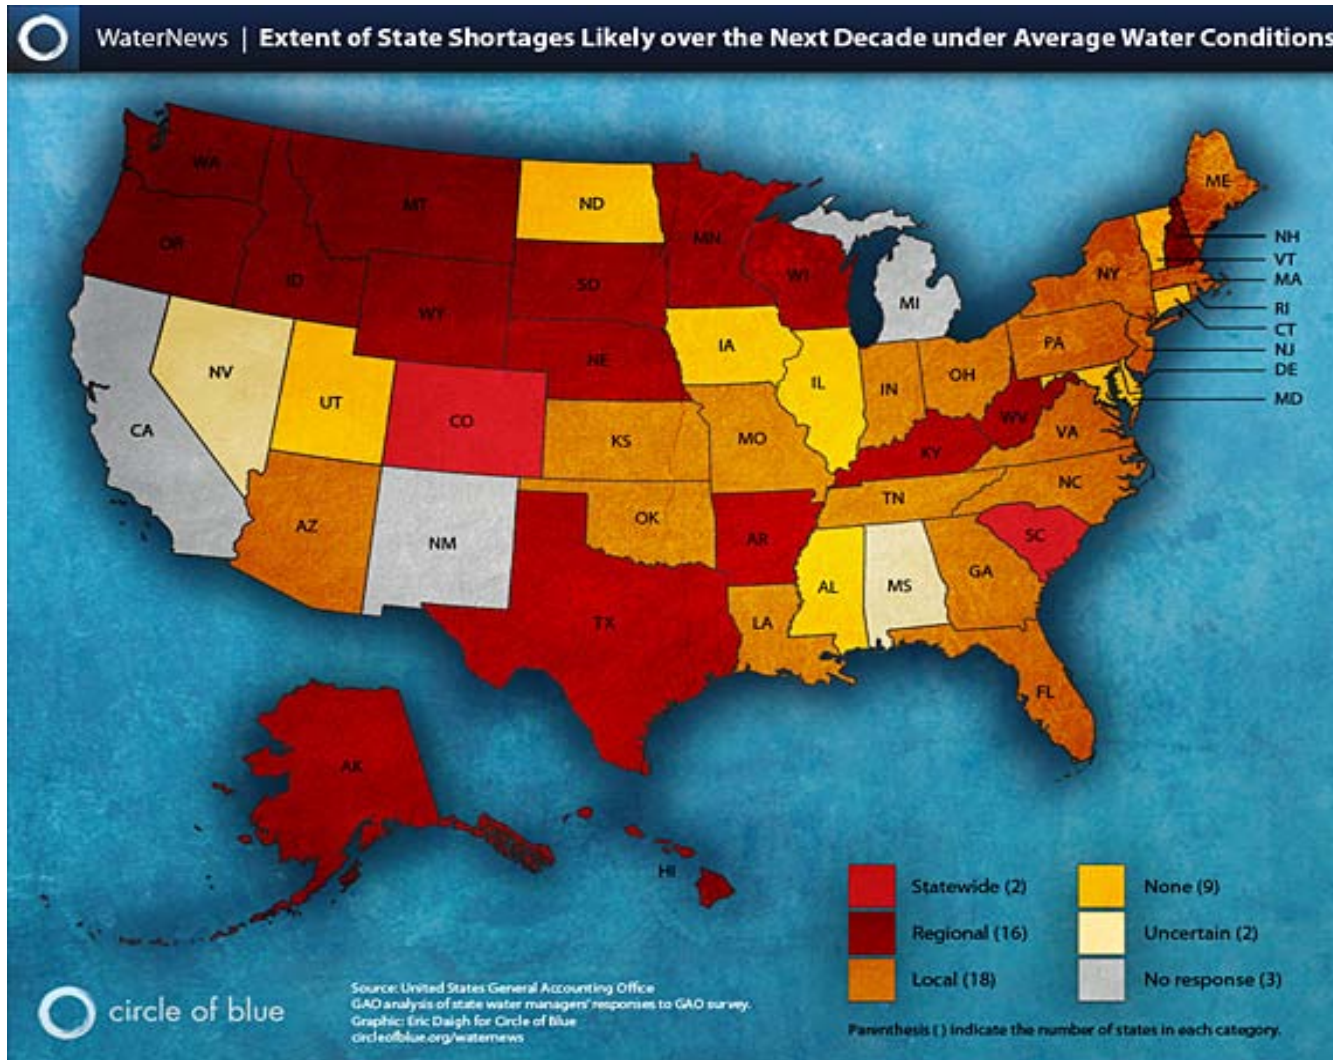 WaterNews | Extent of State Shortages Likely over the Next Decade under Average Water Conditions
WA
MT
ND
MN
OR
ID
SD
WI
WY
NE
MI
ME
NH
VT
NY
MA
RI
CT
PA
NJ
DE
MD
NV
UT
CO
IA
IL
IN
OH
CA
KS
MO
WV
VA
KY
AZ
NM
OK
AR
TN
NC
SC
TX
LA
AL
MS
GA
FL
AK
HI
Statewide (2)
Regional (16)
Local (18)
None (9)
Uncertain (2)
No response (3)
Parenthesis ( ) indicate the number of states in each category.
circle of blue
Source: United States General Accounting Office
GAO analysis of state water managers' responses to GAO survey.
Graphic: Eric Daigh for Circle of Blue
circleofblue.org/waternews